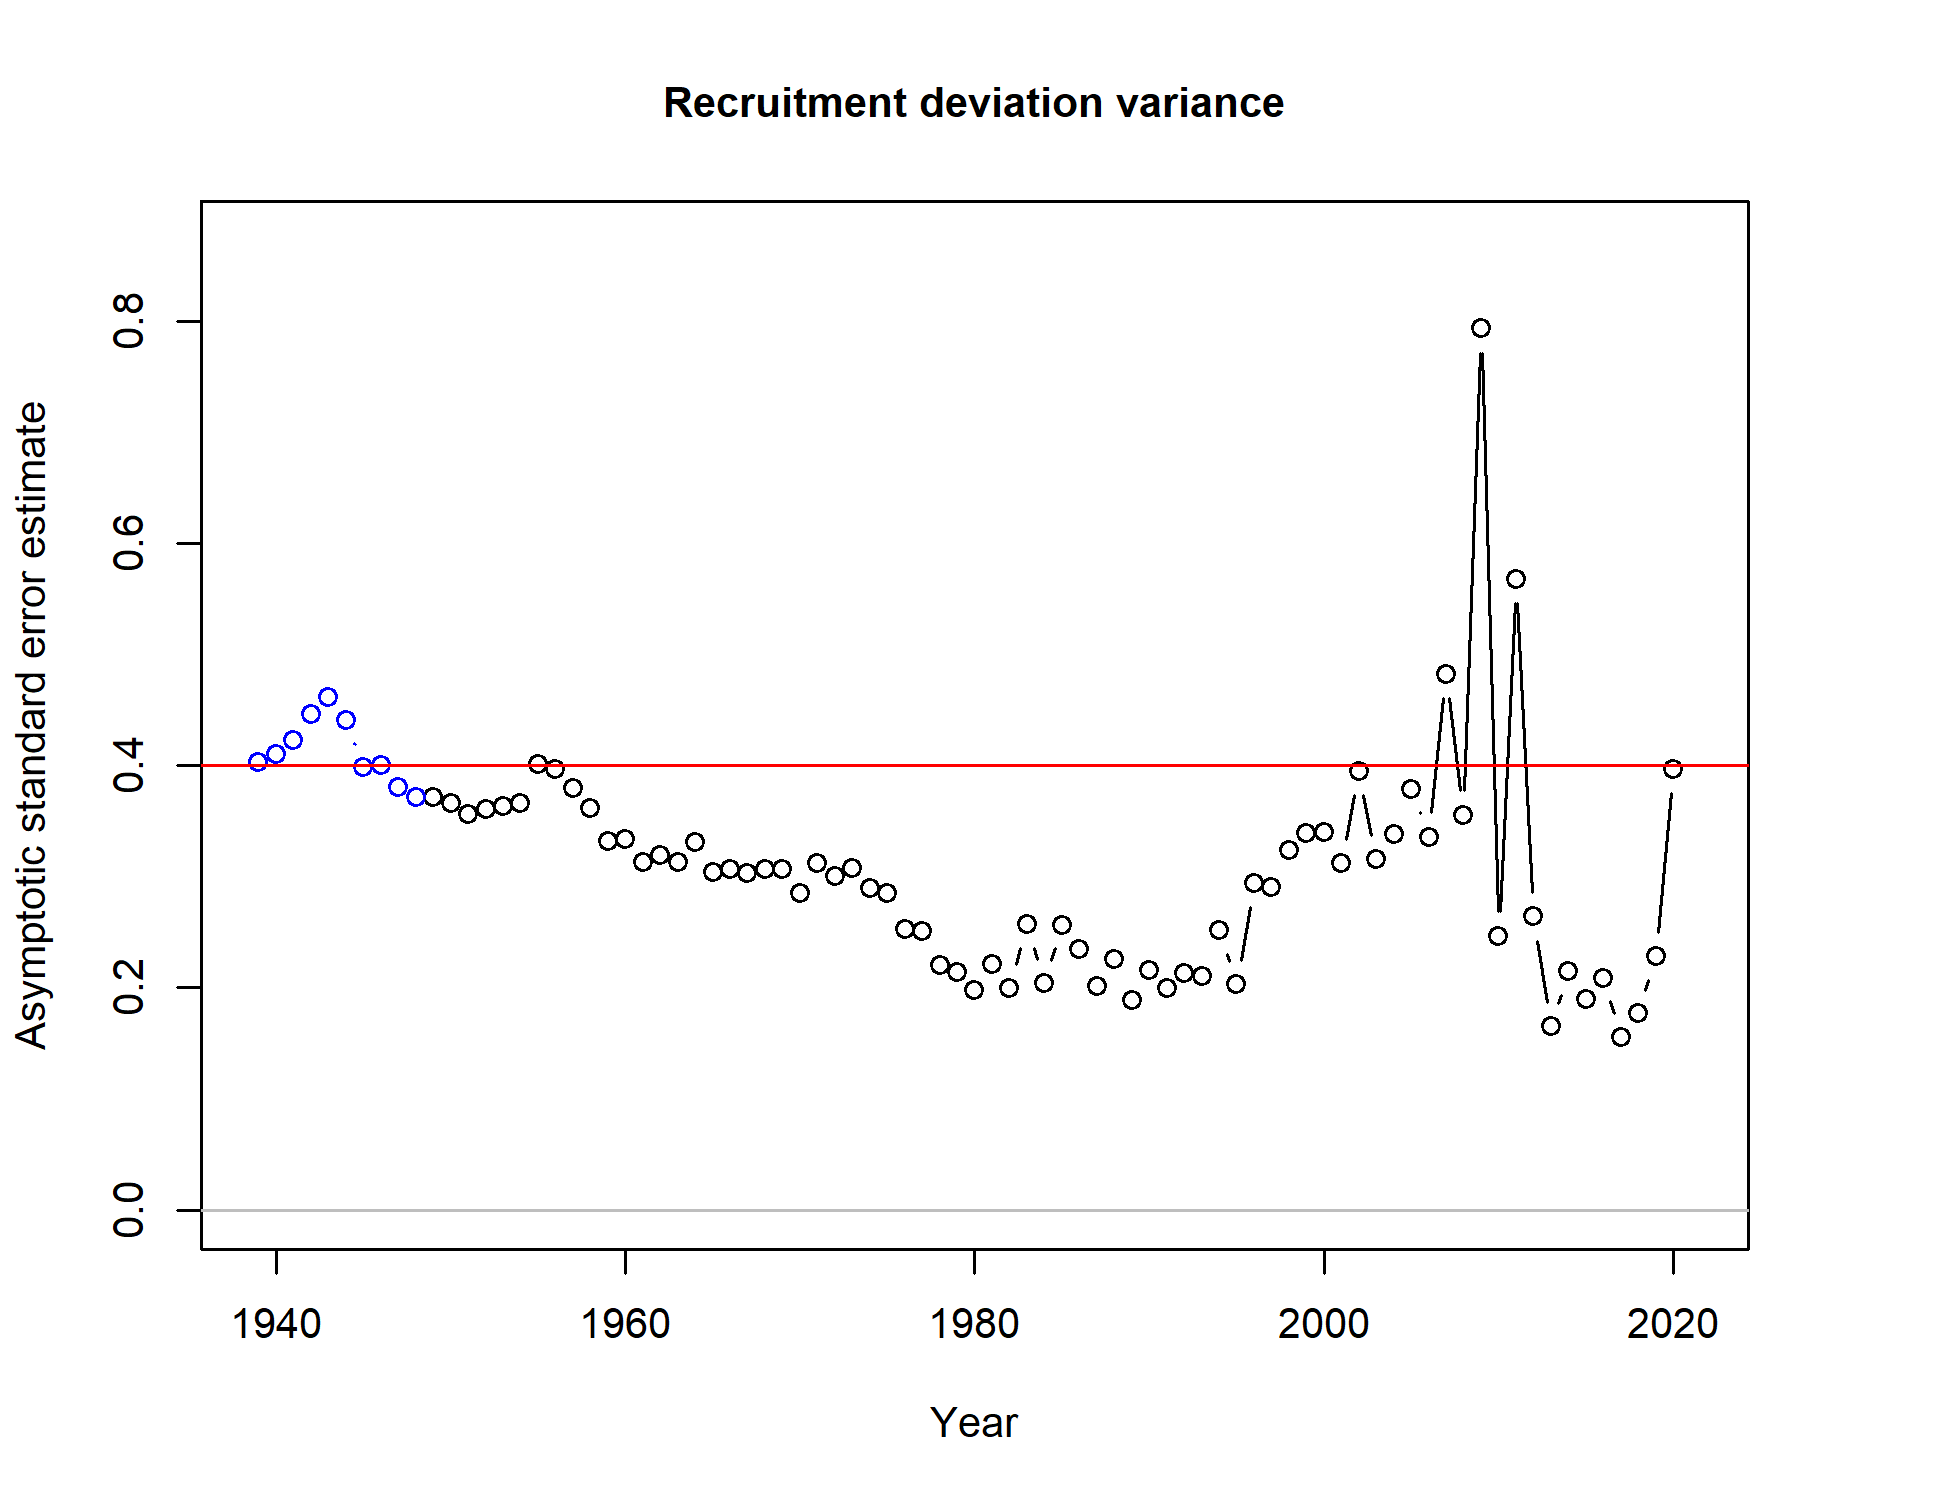 Recruitment deviation variance
Asymptotic standard error estimate
0.8
0.6
0.4
0.2
0.0
1940 1960 1980 2000 2020
Year